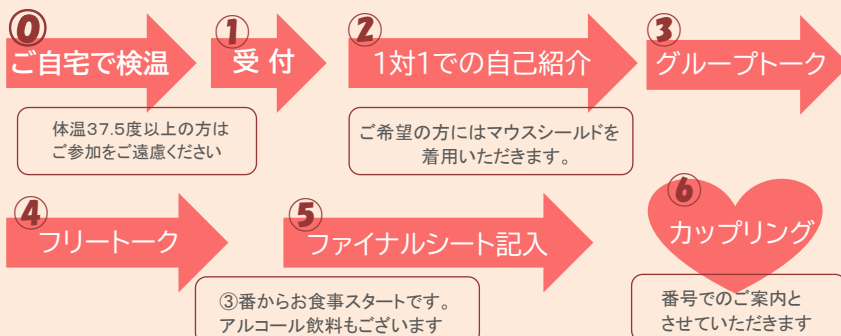 ⓪
ご自宅で検温
①
受 付
②
1対1での自己紹介
③
グループトーク
体温37.5度以上の方は
ご参加をご遠慮ください
ご希望の方にはマウスシールドを
着用いただきます。
④
フリートーク
⑤
ファイナルシート記入
⑥
カップリング
③番からお食事スタートです。
アルコール飲料もございます
番号でのご案内と
させていただきます